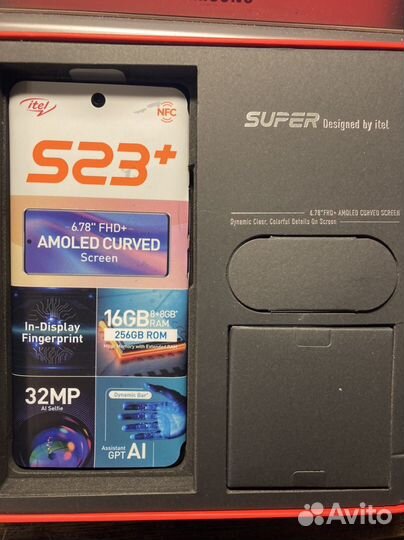 SAMSUNG
itel
NFC
S23+
6.78" FHD+
AMOLED CURVED
Screen
In-Display
Fingerprint
16GB 8+8GB*
RAM
256GB ROM
32MP
AI Selfie
Dynamic Bar*
Assistant
GPT AI
SUPER Designed by itel
6.78"FHD+ AMOLED CURVED SCREEN
Dynamic Clear, Colorful Details On Screen
Avito